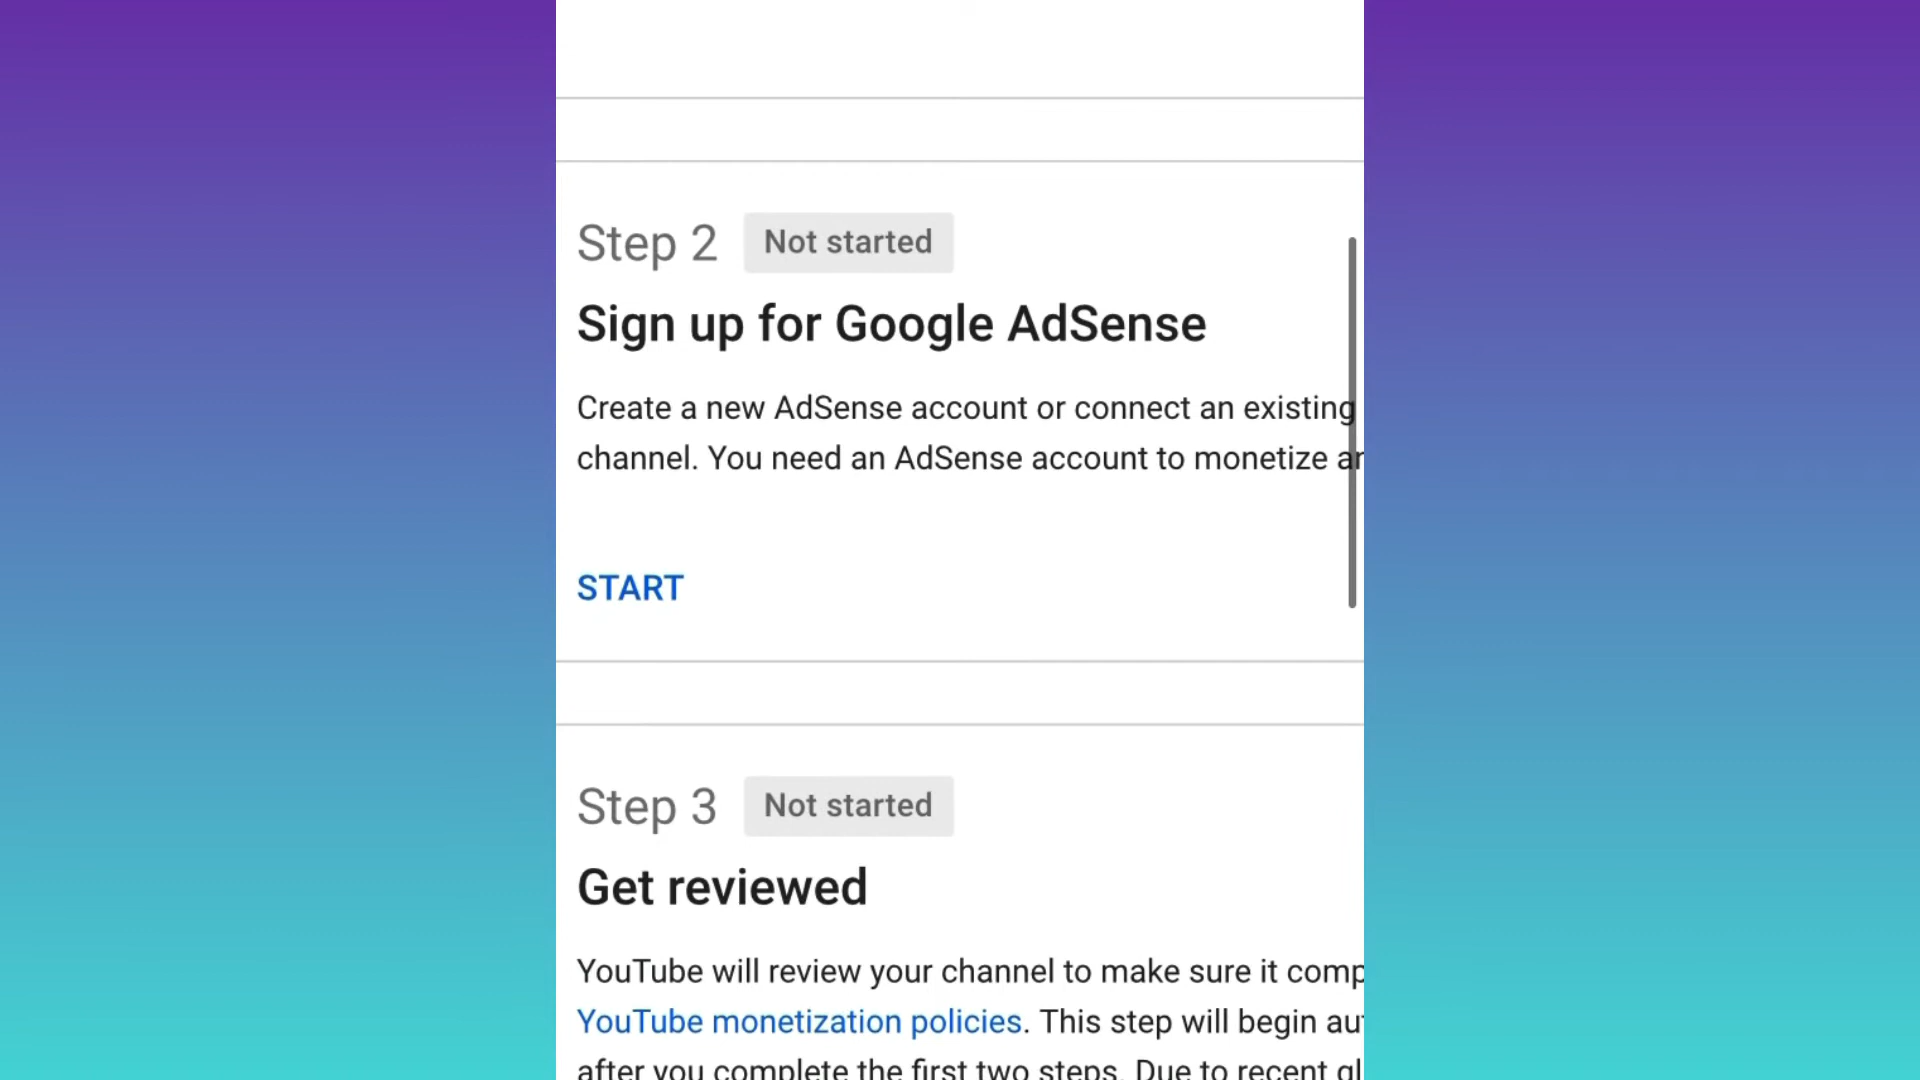 Step 2 Not started
Sign up for Google AdSense
Create a new AdSense account or connect an existing
channel. You need an AdSense account to monetize
START
Step 3 Not started
Get reviewed
YouTube will review your channel to make sure it
YouTube monetization policies. This step will begin
after you complete the first two steps. Due to recent